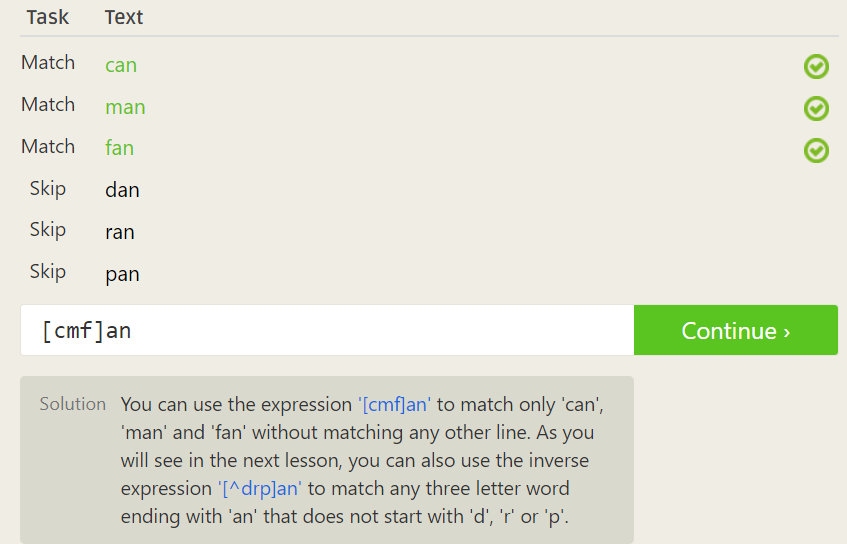 Task Text
Match can
Match man
Match fan
Skip dan
Skip ran
Skip pan
[cmf]an Continue ›
Solution You can use the expression '[cmf]an' to match only 'can',
'man' and 'fan' without matching any other line. As you
will see in the next lesson, you can also use the inverse
expression '[^drp]an' to match any three letter word
ending with 'an' that does not start with 'd', 'r' or 'p'.